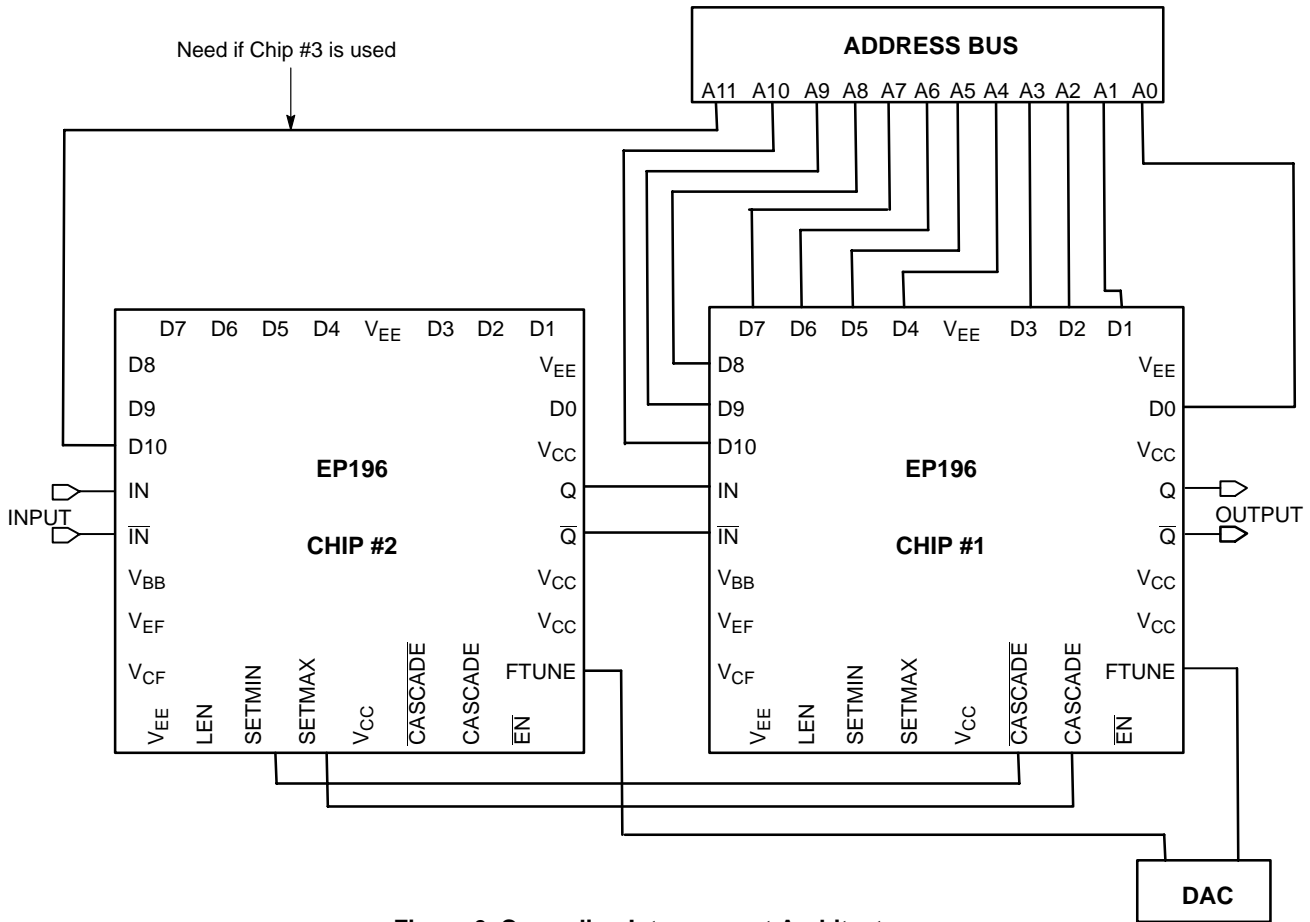 Need if Chip #3 is used
ADDRESS BUS
A11 A10 A9 A8 A7 A6 A5 A4 A3 A2 A1 A0
D7 D6 D5 D4 VEE D3 D2 D1
D8
D9
D10
IN
IN
VBB
VEF
VCF
VEE
D0
VCC
Q
Q
VCC
VCC
FTUNE
EP196
CHIP #2
VEE LEN SETMIN SETMAX VCC CASCADE CASCADE EN
INPUT
D7 D6 D5 D4 VEE D3 D2 D1
D8
D9
D10
IN
IN
VBB
VEF
VCF
VEE
D0
VCC
Q
Q
VCC
VCC
FTUNE
EP196
CHIP #1
VEE LEN SETMIN SETMAX VCC CASCADE CASCADE EN
OUTPUT
DAC